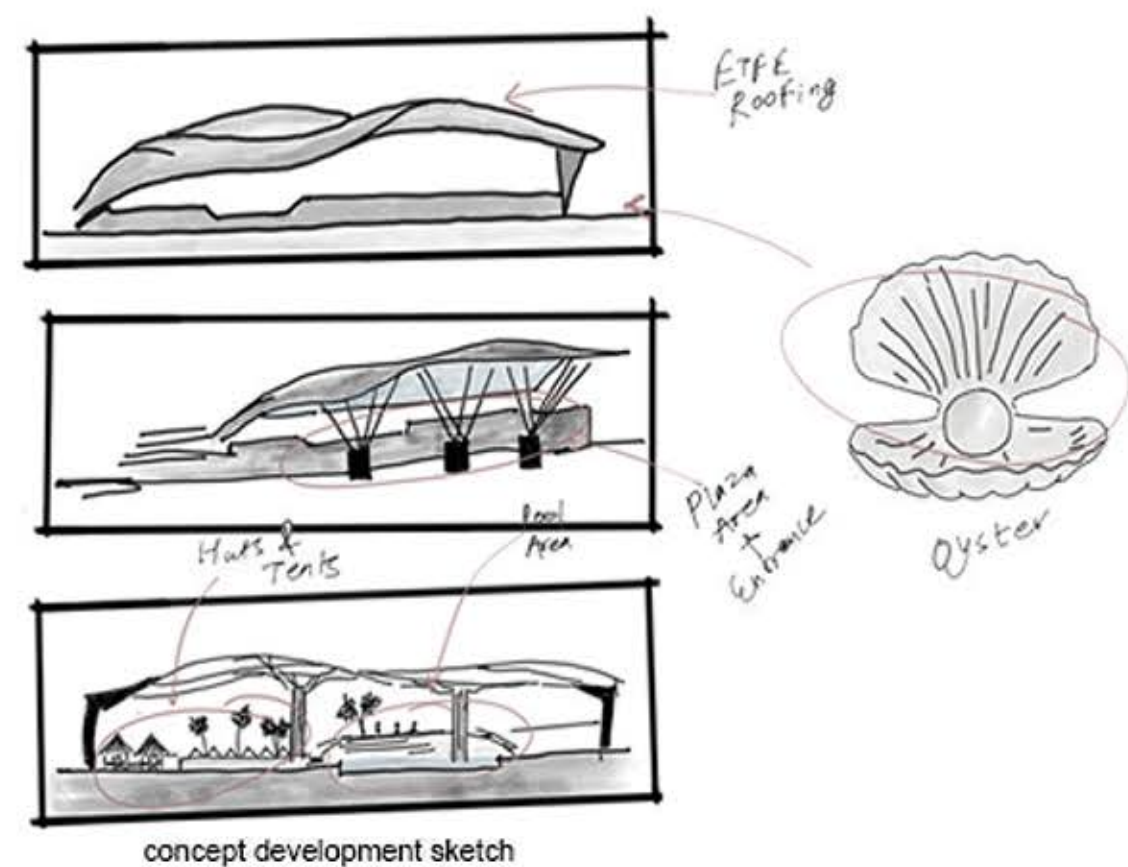 ETFE
Roofing
Plaza
Area
+
Entrance
Oyster
Huts &
Tents
Pool
Area
concept development sketch